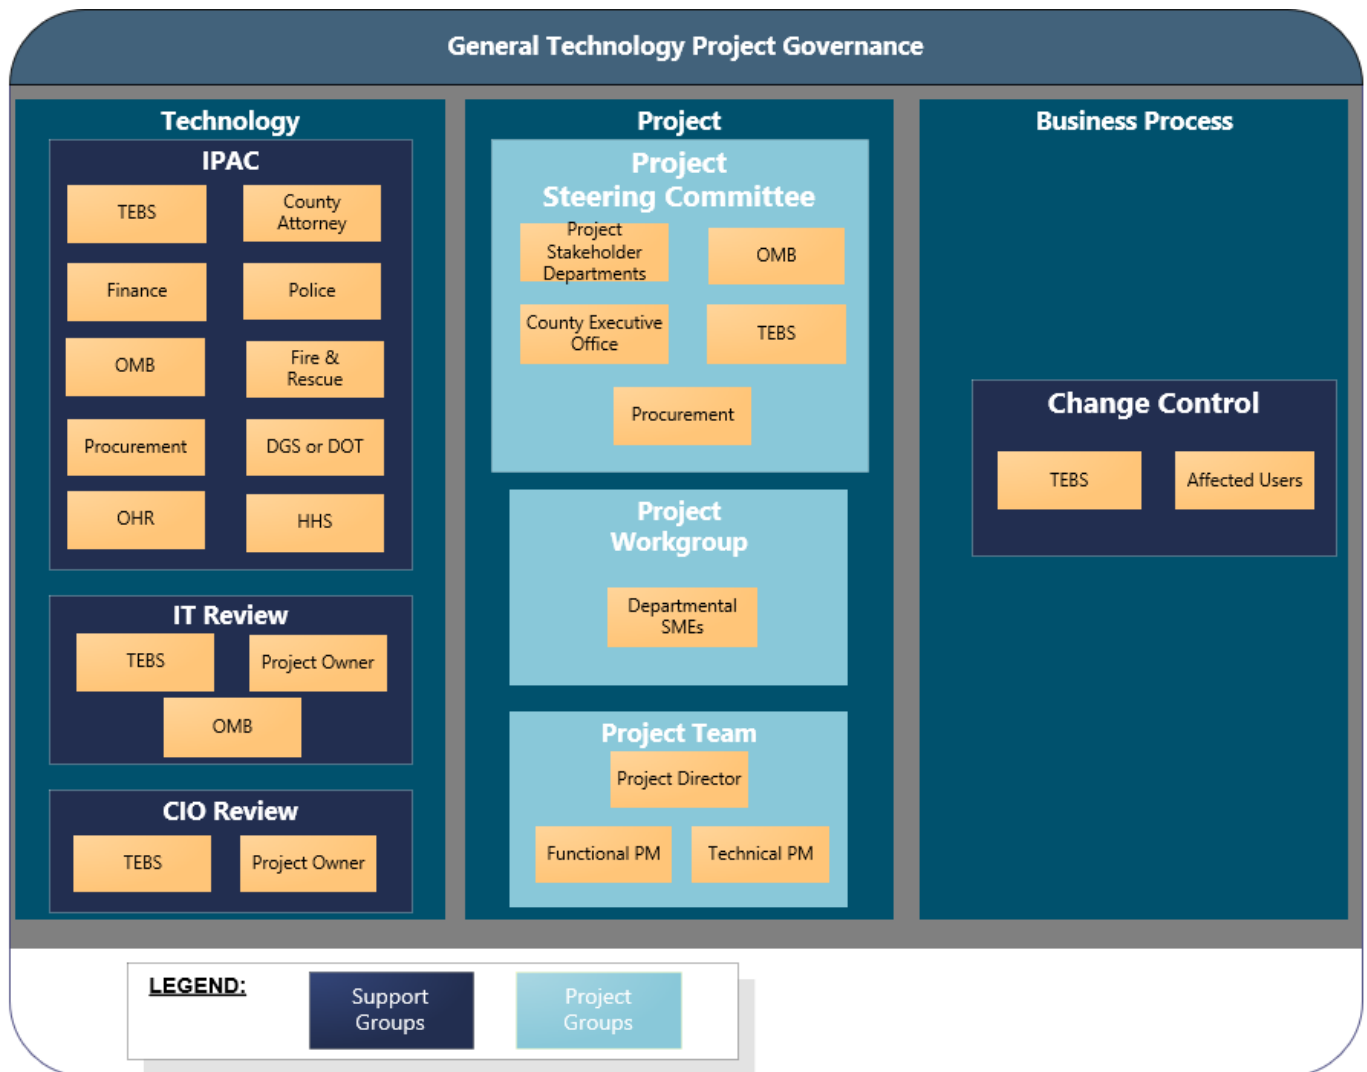 General Technology Project Governance
Technology
IPAC
TEBS
County
Attorney
Finance
Police
OMB
Fire &
Rescue
Procurement
DGS or DOT
OHR
HHS
IT Review
TEBS
Project Owner
OMB
CIO Review
TEBS
Project Owner
Project
Project
Steering Committee
Project
Stakeholder
Departments
OMB
County Executive
Office
TEBS
Procurement
Project
Workgroup
Departmental
SMEs
Project Team
Project Director
Functional PM
Technical PM
Business Process
Change Control
TEBS
Affected Users
LEGEND:
Support
Groups
Project
Groups